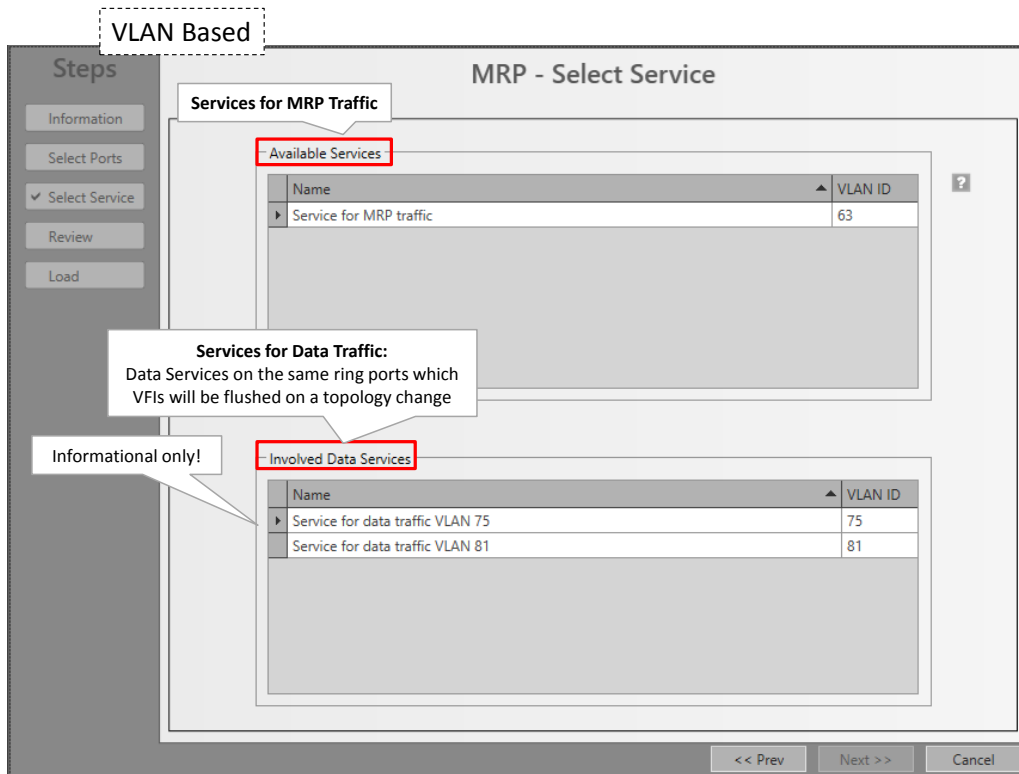 VLAN Based
Steps
MRP - Select Service
Information
Select Ports
Select Service
Review
Load
Services for MRP Traffic
Available Services
Name VLAN ID
Service for MRP traffic 63
?
Services for Data Traffic:
Data Services on the same ring ports which
VFIs will be flushed on a topology change
Informational only!
Involved Data Services
Name VLAN ID
Service for data traffic VLAN 75 75
Service for data traffic VLAN 81 81
<< Prev Next >> Cancel